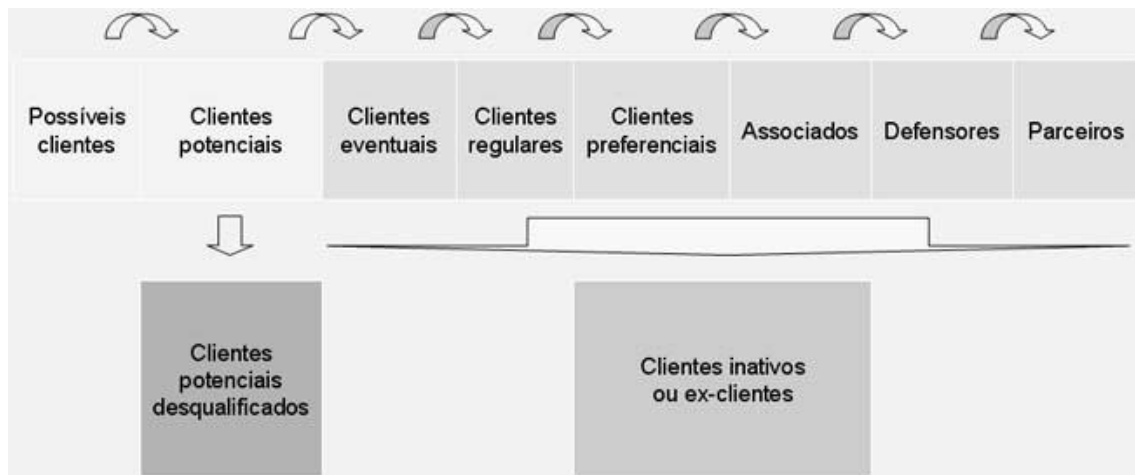 Possíveis
clientes
Clientes
potenciais
Clientes
eventuais
Clientes
regulares
Clientes
preferenciais
Associados
Defensores
Parceiros
Clientes
potenciais
desqualificados
Clientes inativos
ou ex-clientes